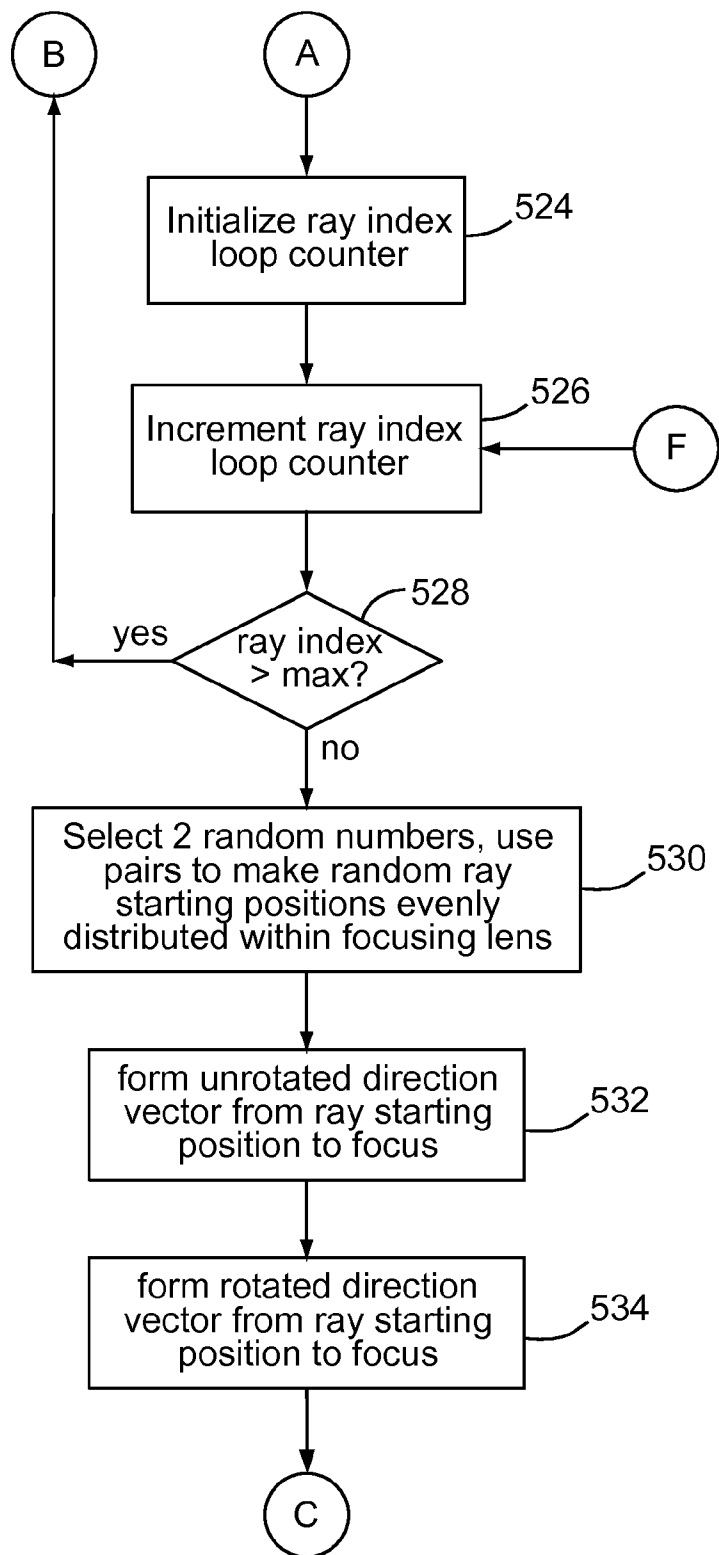 B
A
Initialize ray index
loop counter
524
Increment ray index
loop counter
526
F
528
yes
ray index
> max?
no
Select 2 random numbers, use
pairs to make random ray
starting positions evenly
distributed within focusing lens
530
form unrotated direction
vector from ray starting
position to focus
532
form rotated direction
vector from ray starting
position to focus
534
C